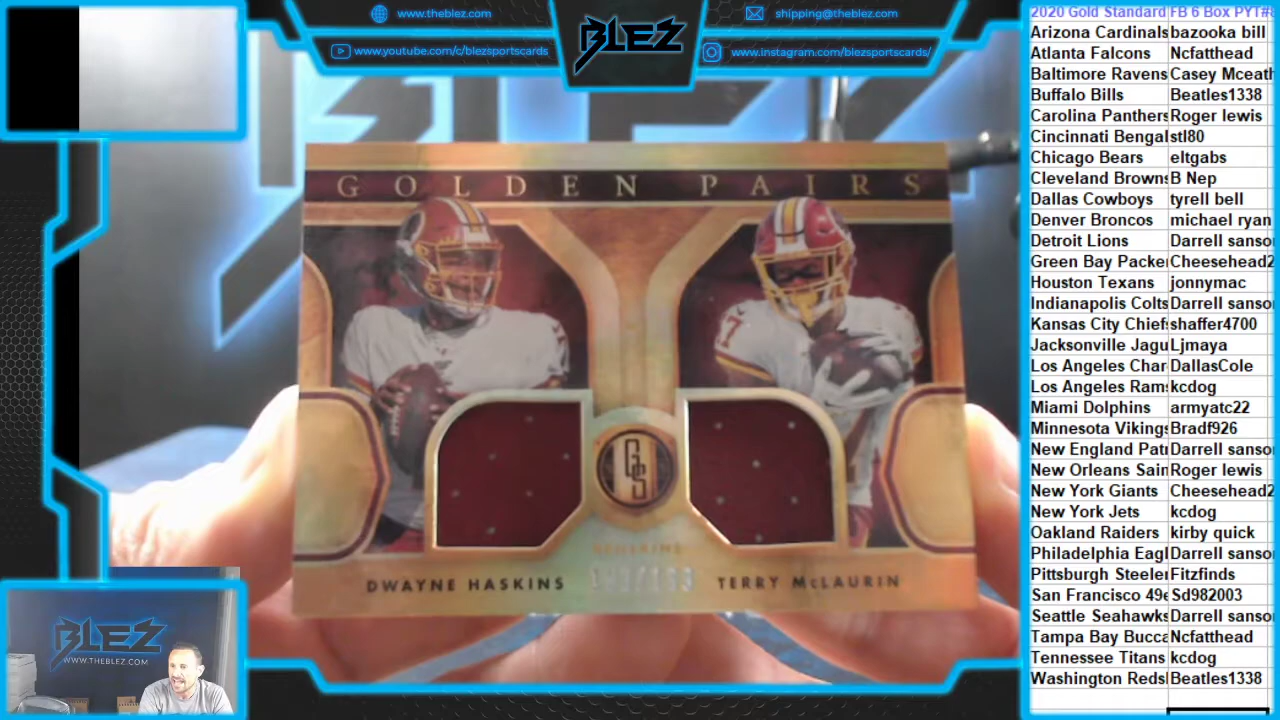 www.theblez.com
shipping@theblez.com
www.youtube.com/c/blezsportscards
www.instagram.com/blezsportscards/
BLEZ
GOLDEN PAIRS
GS
DWAYNE HASKINS
TERRY McLAURIN
BLEZ
WWW.THEBLEZ.COM
2020 Gold Standard FB 6 Box PYT#
Arizona Cardinals bazooka bill
Atlanta Falcons Ncfatthead
Baltimore Ravens Casey Mceath
Buffalo Bills Beatles1338
Carolina Panthers Roger lewis
Cincinnati Bengal stl80
Chicago Bears eltgabs
Cleveland Browns B Nep
Dallas Cowboys tyrell bell
Denver Broncos michael ryan
Detroit Lions Darrell sanso
Green Bay Packe Cheesehead2
Houston Texans jonnymac
Indianapolis Colts Darrell sanso
Kansas City Chief shaffer4700
Jacksonville Jagu Ljmaya
Los Angeles Char DallasCole
Los Angeles Rams kcdog
Miami Dolphins armyatc22
Minnesota Vikings Bradf926
New England Patr Darrell sanso
New Orleans Sain Roger lewis
New York Giants Cheesehead2
New York Jets kcdog
Oakland Raiders kirby quick
Philadelphia Eagl Darrell sanso
Pittsburgh Steeler Fitzfinds
San Francisco 49e Sd982003
Seattle Seahawks Darrell sanso
Tampa Bay Bucca Ncfatthead
Tennessee Titans kcdog
Washington Reds Beatles1338